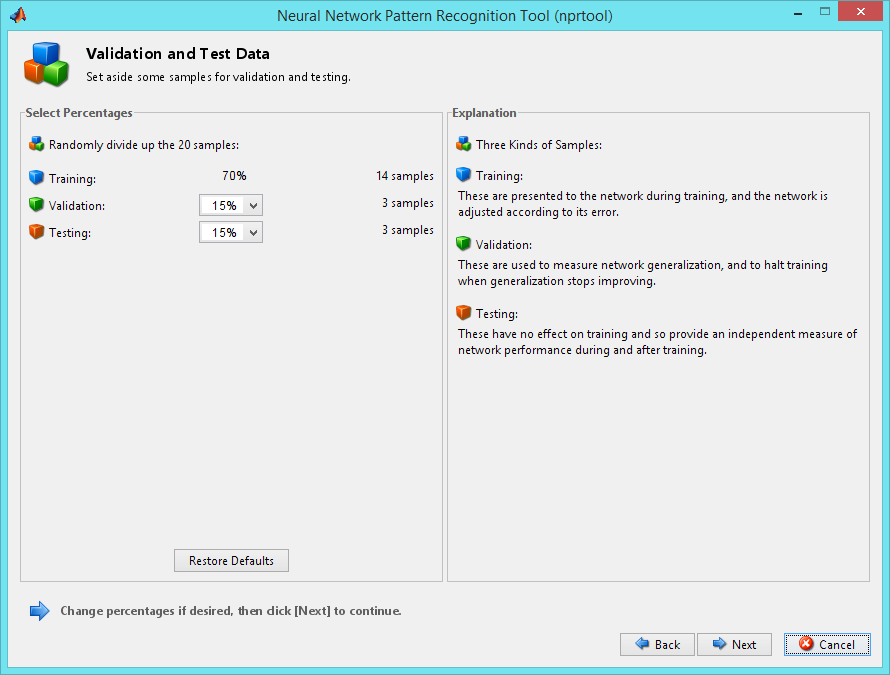 Neural Network Pattern Recognition Tool (nprtool)
Validation and Test Data
Set aside some samples for validation and testing.
Select Percentages
Randomly divide up the 20 samples:
Training: 70% 14 samples
Validation: 15% 3 samples
Testing: 15% 3 samples
Restore Defaults
Explanation
Three Kinds of Samples:
Training:
These are presented to the network during training, and the network is
adjusted according to its error.
Validation:
These are used to measure network generalization, and to halt training
when generalization stops improving.
Testing:
These have no effect on training and so provide an independent measure of
network performance during and after training.
Change percentages if desired, then click [Next] to continue.
Back Next Cancel